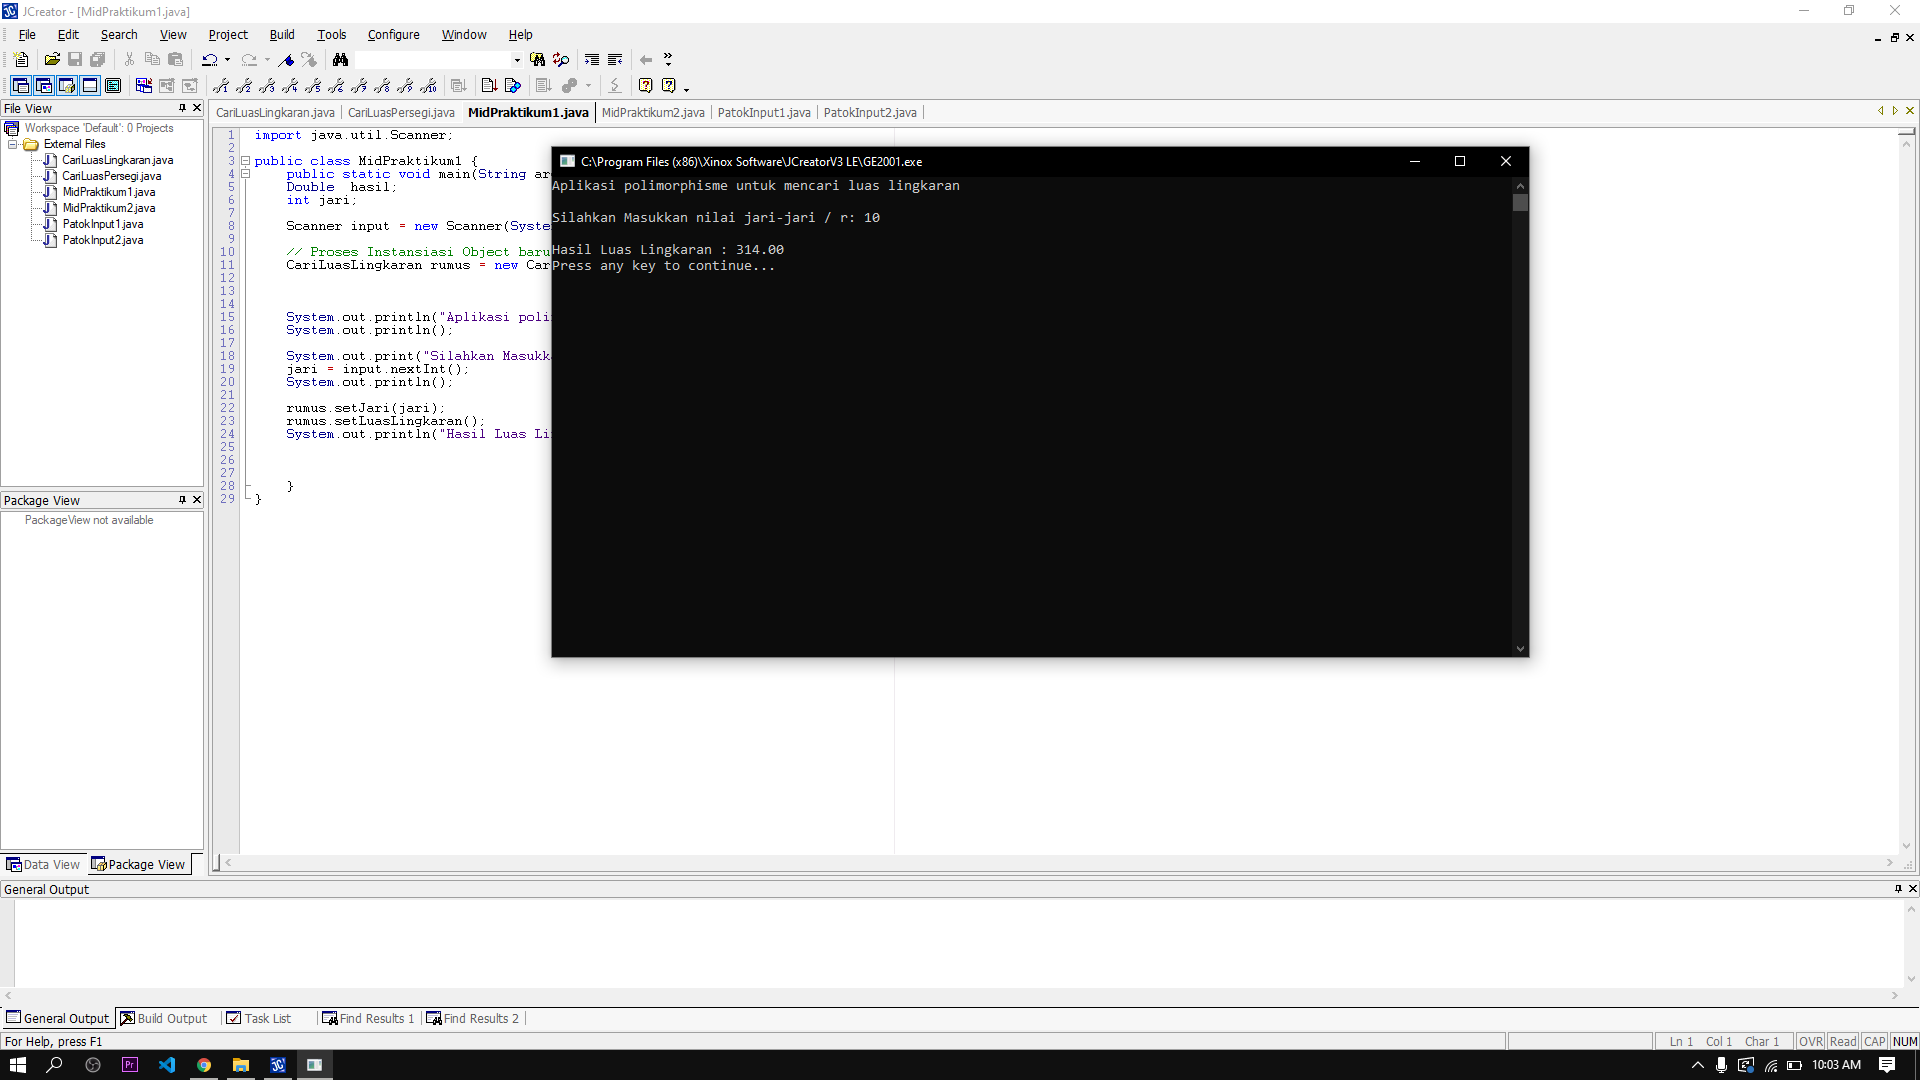 JCreator - [MidPraktikum1.java]
File Edit Search View Project Build Tools Configure Window Help
File View
Workspace 'Default': 0 Projects
External Files
CariLuasLingkaran.java
CariLuasPersegi.java
MidPraktikum1.java
MidPraktikum2.java
PatokInput1.java
PatokInput2.java
Package View
PackageView not available
Data View Package View
CariLuasLingkaran.java CariLuasPersegi.java MidPraktikum1.java MidPraktikum2.java PatokInput1.java PatokInput2.java
1 import java.util.Scanner;
2
3 public class MidPraktikum1 {
4 public static void main(String ar
5 Double hasil;
6 int jari;
7
8 Scanner input = new Scanner(Syste
9
10 // Proses Instansiasi Object baru
11 CariLuasLingkaran rumus = new Car
12
13
14
15 System.out.println("Aplikasi poli
16 System.out.println();
17
18 System.out.print("Silahkan Masukk
19 jari = input.nextInt();
20 System.out.println();
21
22 rumus.setJari(jari);
23 rumus.setLuasLingkaran();
24 System.out.println("Hasil Luas Li
25
26
27
28 }
29 }
C:\Program Files (x86)\Xinox Software\JCreatorV3 LE\GE2001.exe
Aplikasi polimorphisme untuk mencari luas lingkaran
Silahkan Masukkan nilai jari-jari / r: 10
Hasil Luas Lingkaran : 314.00
Press any key to continue...
General Output
General Output Build Output Task List Find Results 1 Find Results 2
For Help, press F1
Ln 1 Col 1 Char 1 OVR Read CAP NUM
Pr
JC
10:03 AM